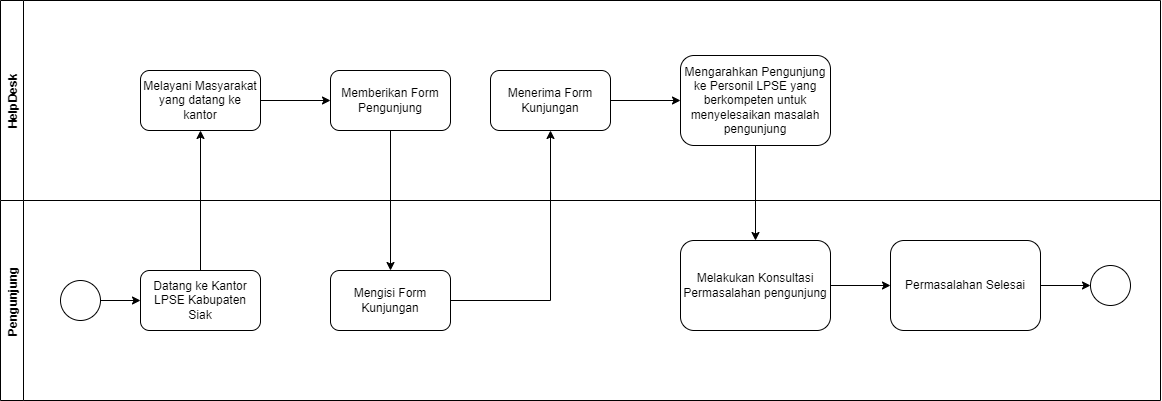 HelpDesk
Melayani Masyarakat
yang datang ke
kantor
Memberikan Form
Pengunjung
Menerima Form
Kunjungan
Mengarahkan Pengunjung
ke Personil LPSE yang
berkompeten untuk
menyelesaikan masalah
pengunjung
Pengunjung
Datang ke Kantor
LPSE Kabupaten
Siak
Mengisi Form
Kunjungan
Melakukan Konsultasi
Permasalahan pengunjung
Permasalahan Selesai